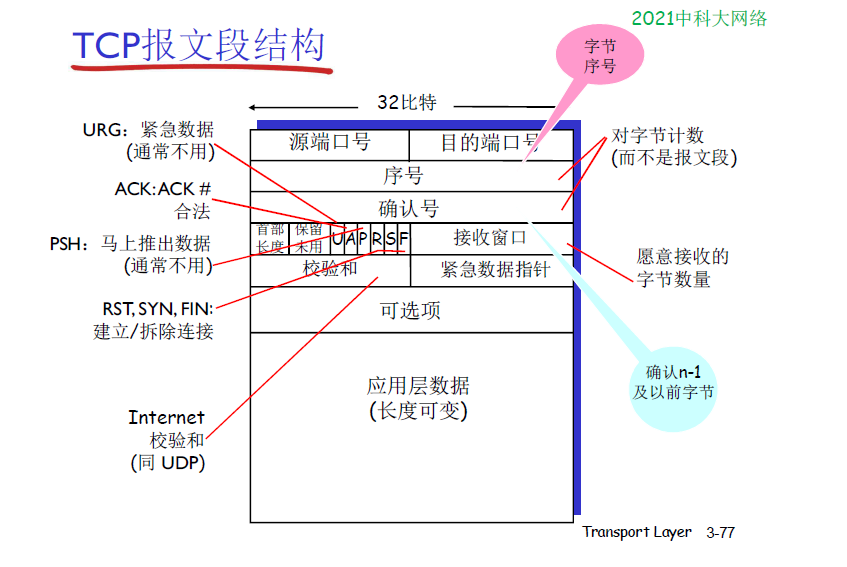 2021中科大网络
TCP报文段结构
字节
序号
32比特
URG：紧急数据
(通常不用)
源端口号
目的端口号
对字节计数
(而不是报文段)
序号
ACK:ACK #
合法
确认号
首部
长度
保留
未用
U A P R S F
接收窗口
PSH：马上推出数据
(通常不用)
校验和
紧急数据指针
愿意接收的
字节数量
RST, SYN, FIN:
建立/拆除连接
可选项
确认n-1
及以前字节
应用层数据
(长度可变)
Internet
校验和
(同 UDP)
Transport Layer 3-77